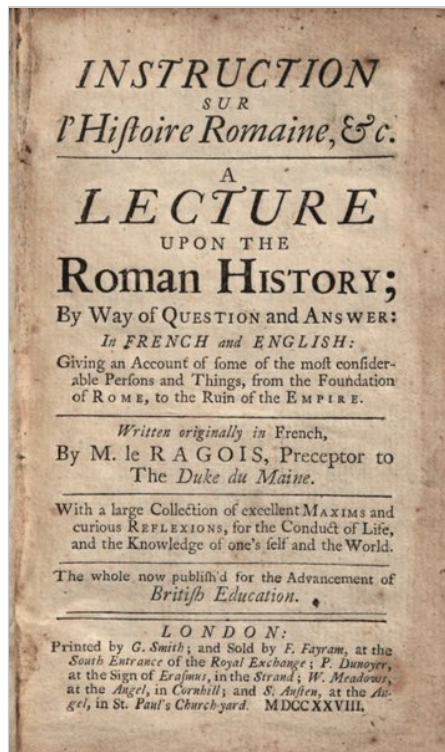 INSTRUCTION
SUR
l'Hiſtoire Romaine, &c.
A
LECTURE
UPON THE
Roman HISTORY;
By Way of QUESTION and ANSWER:
In FRENCH and ENGLISH:
Giving an Account of ſome of the moſt conſider-
able Perſons and Things, from the Foundation
of ROME, to the Ruin of the EMPIRE.
Written originally in French,
By M. le RAGOIS, Preceptor to
The Duke du Maine.
With a large Collection of excellent MAXIMS and
curious REFLEXIONS, for the Conduct of Life,
and the Knowledge of one's ſelf and the World.
The whole now publiſh'd for the Advancement of
Britiſh Education.
LONDON:
Printed by G. Smith; and Sold by F. Fayram, at the
South Entrance of the Royal Exchange; P. Dunoyer,
at the Sign of Eraſmus, in the Strand; W. Meadows,
at the Angel, in Cornhill; and S. Auſten, at the An-
gel, in St. Paul's Church-yard. MDCCXXVIII.